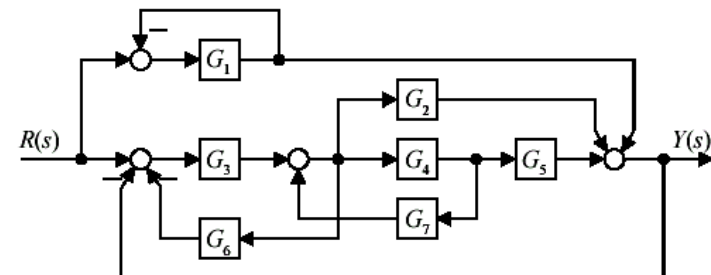 −
G₁
G₂
R(s)
Y(s)
G₃
G₄
G₅
− −
G₇
G₆